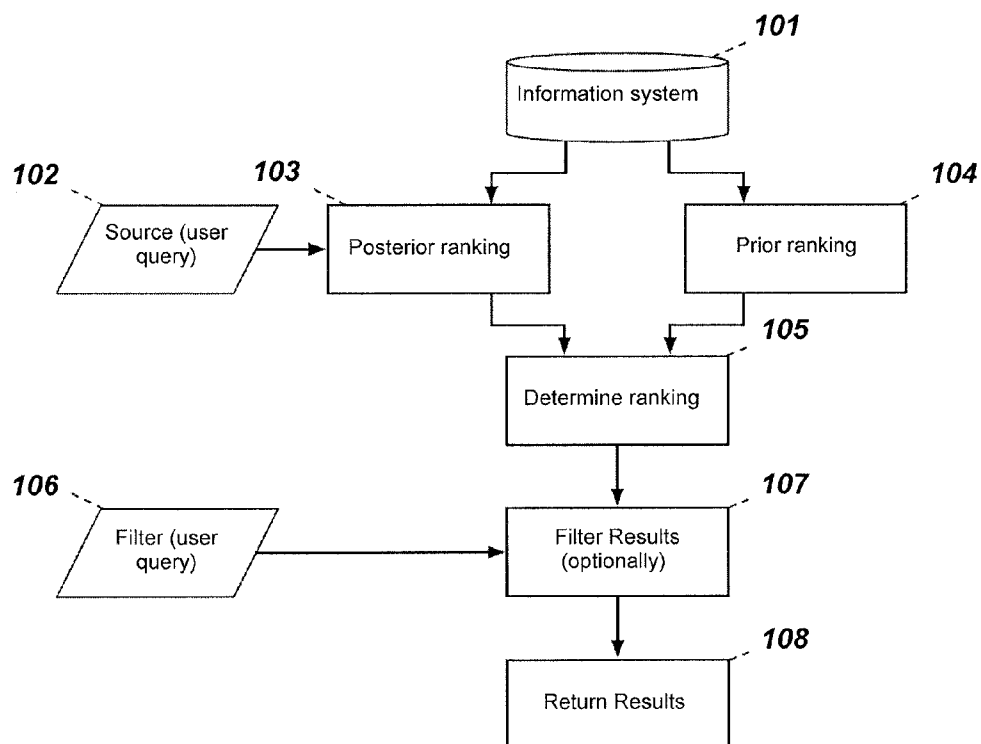 101
Information system
102
103
104
Source (user
query)
Posterior ranking
Prior ranking
105
Determine ranking
106
107
Filter (user
query)
Filter Results
(optionally)
108
Return Results